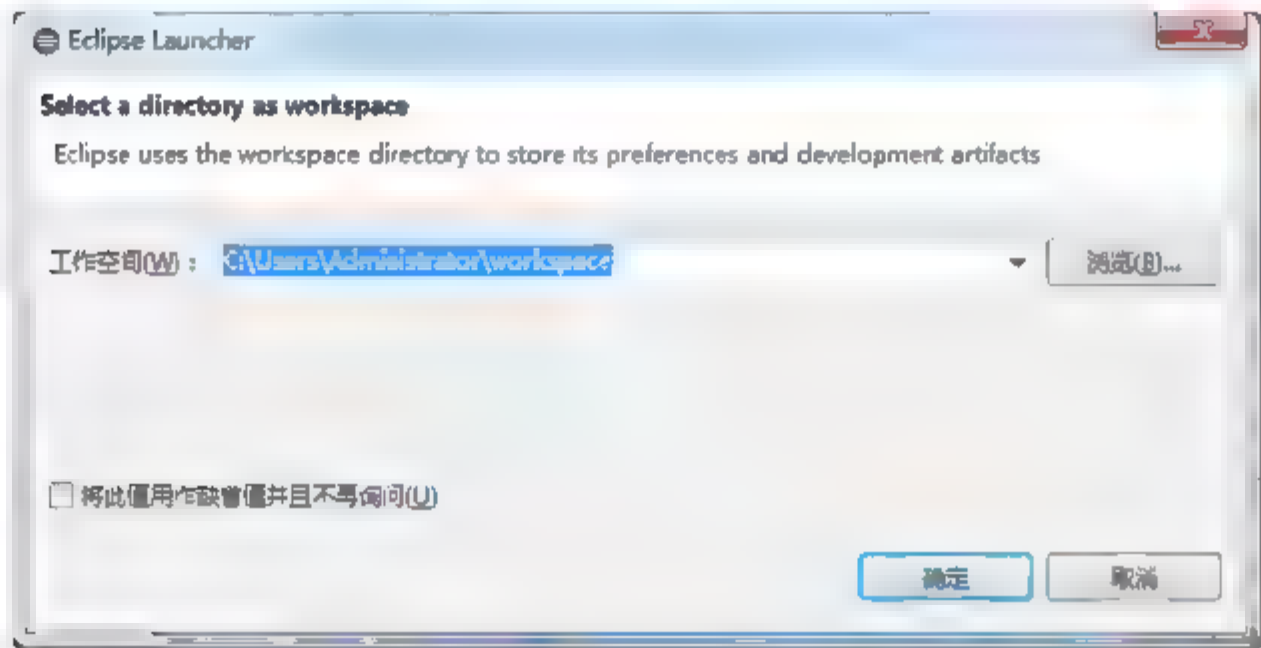 Eclipse Launcher
Select a directory as workspace
Eclipse uses the workspace directory to store its preferences and development artifacts
工作空间(W)： C:\Users\Administrator\workspace 浏览(B)...
将此值用作缺省值并且不再询问(U)
确定 取消